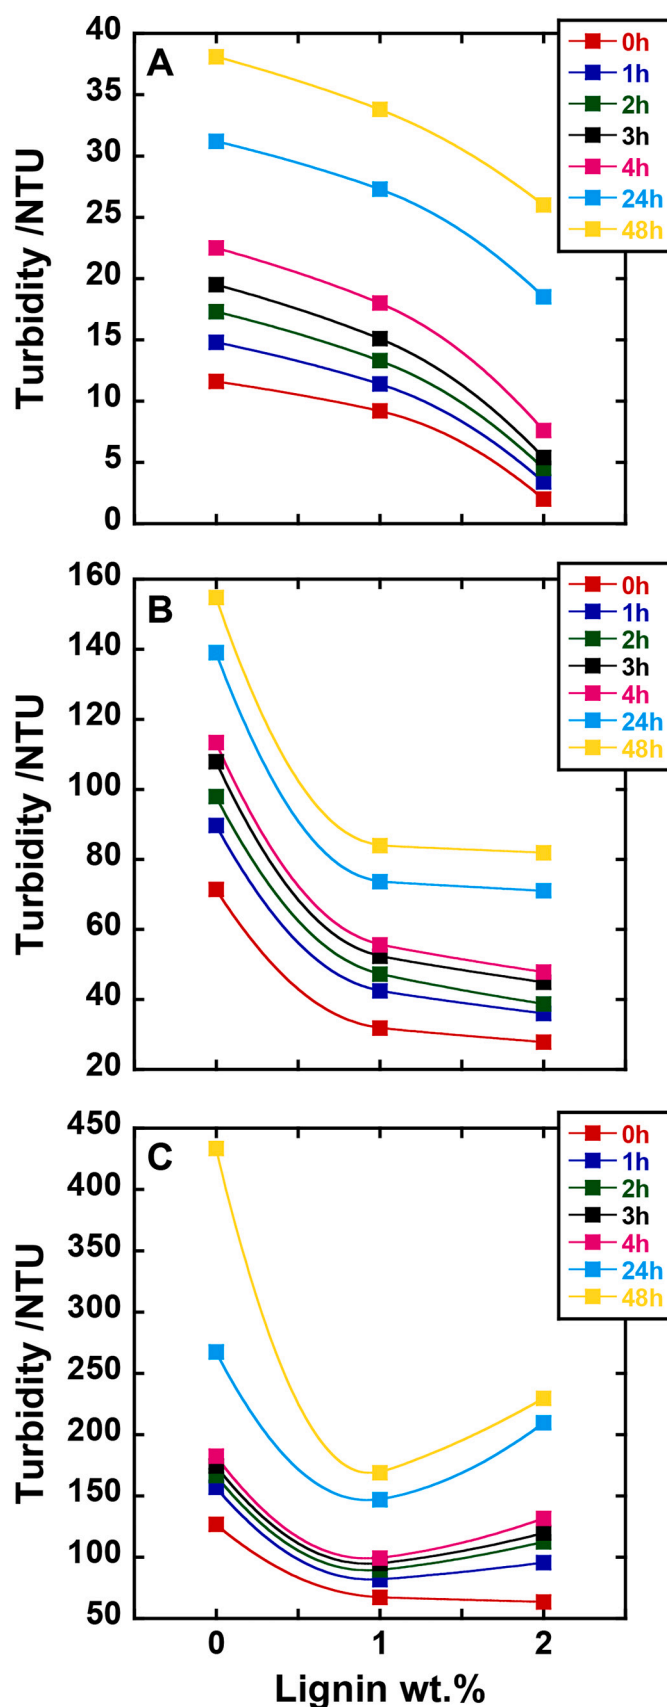 A
40
35
30
25
20
15
10
5
0
Turbidity /NTU
0h
1h
2h
3h
4h
24h
48h
B
160
140
120
100
80
60
40
20
Turbidity /NTU
0h
1h
2h
3h
4h
24h
48h
C
450
400
350
300
250
200
150
100
50
Turbidity /NTU
0h
1h
2h
3h
4h
24h
48h
0 1 2
Lignin wt.%